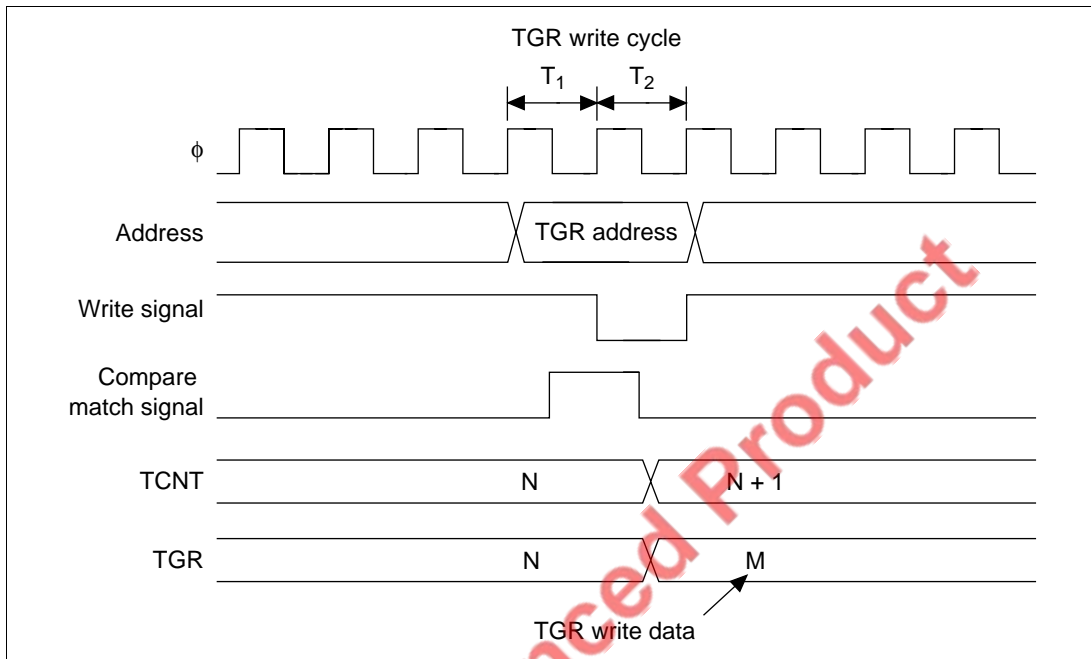 TGR write cycle
T1 T2
ϕ
Address
TGR address
Write signal
Compare
match signal
TCNT
N
N + 1
TGR
N
M
TGR write data
nced Product